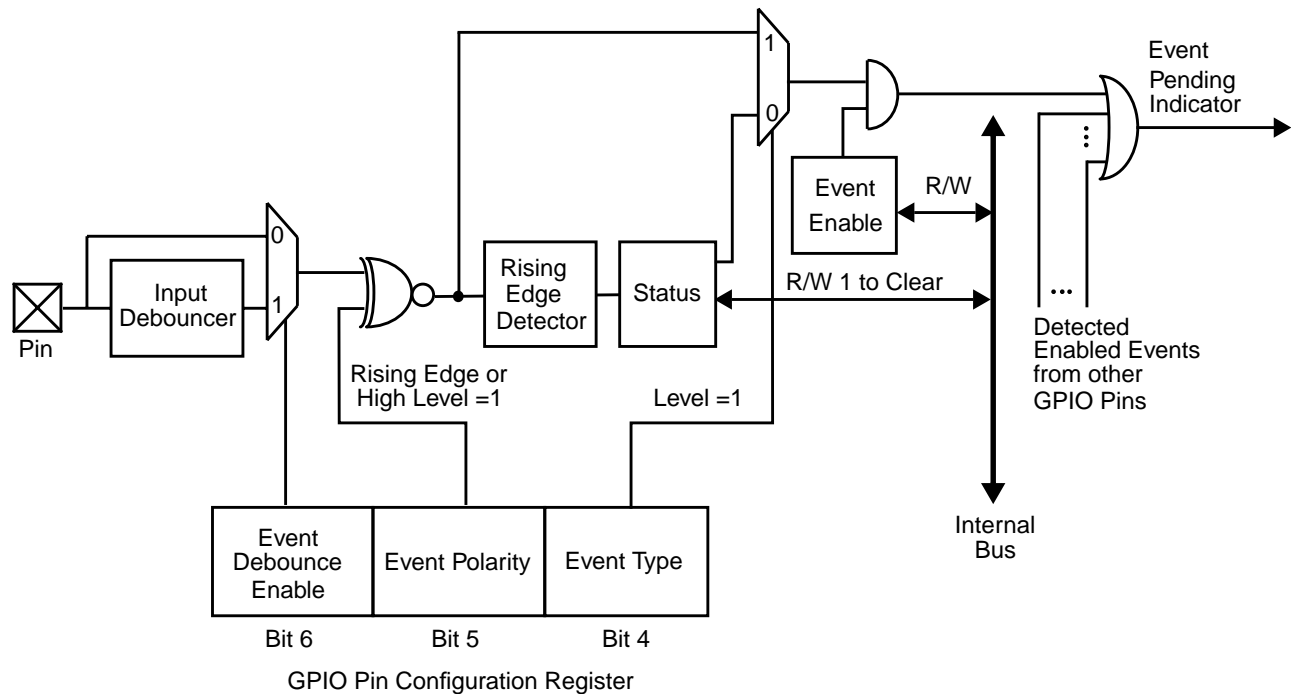 1
0
Event
Pending
Indicator
Event
Enable
R/W
0
1
Input
Debouncer
Pin
Rising
Edge
Detector
Status
R/W 1 to Clear
...
...
Detected
Enabled Events
from other
GPIO Pins
Rising Edge or
High Level =1
Level =1
Internal
Bus
Event
Debounce
Enable
Event Polarity
Event Type
Bit 6
Bit 5
Bit 4
GPIO Pin Configuration Register